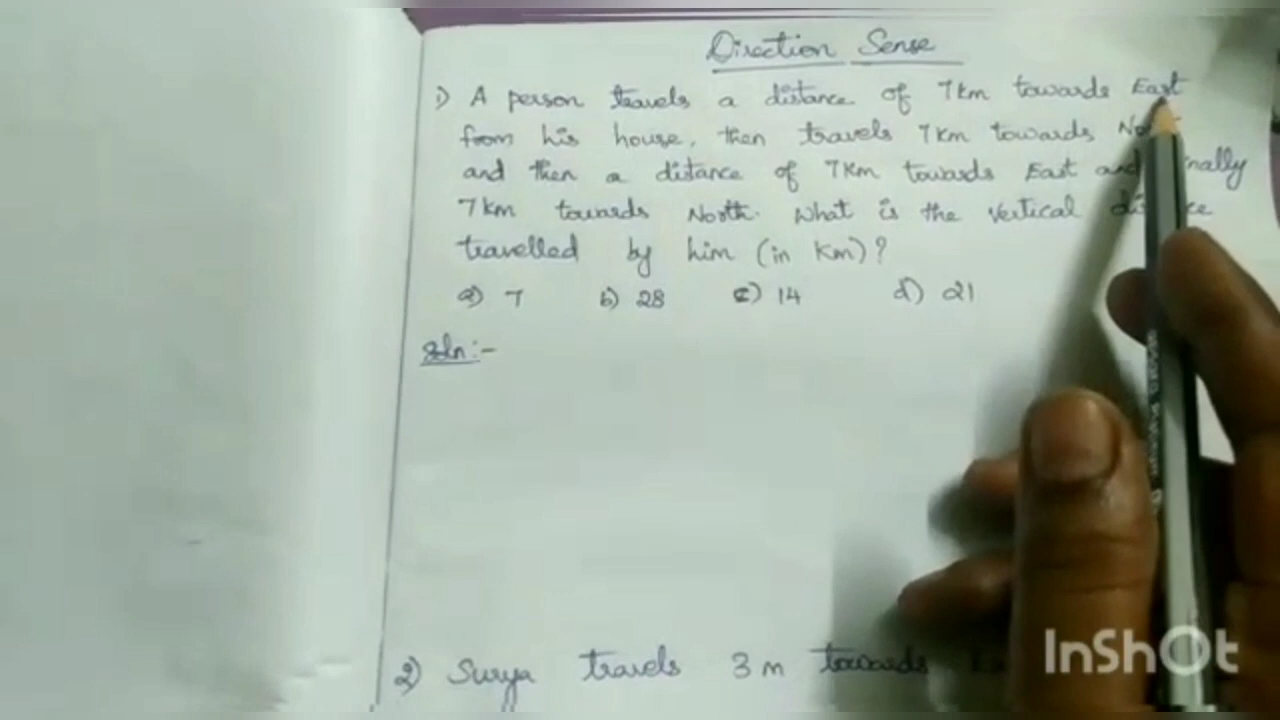 Direction Sense
1) A person travels a distance of 7km towards East
from his house, then travels 7km towards
and then a distance of 7km towards East and
7km towards North. What is the vertical
travelled by him (in Km)?
a) 7 b) 28 c) 14 d) 21
Soln:-
2) Surya travels 3m towards
InShOt